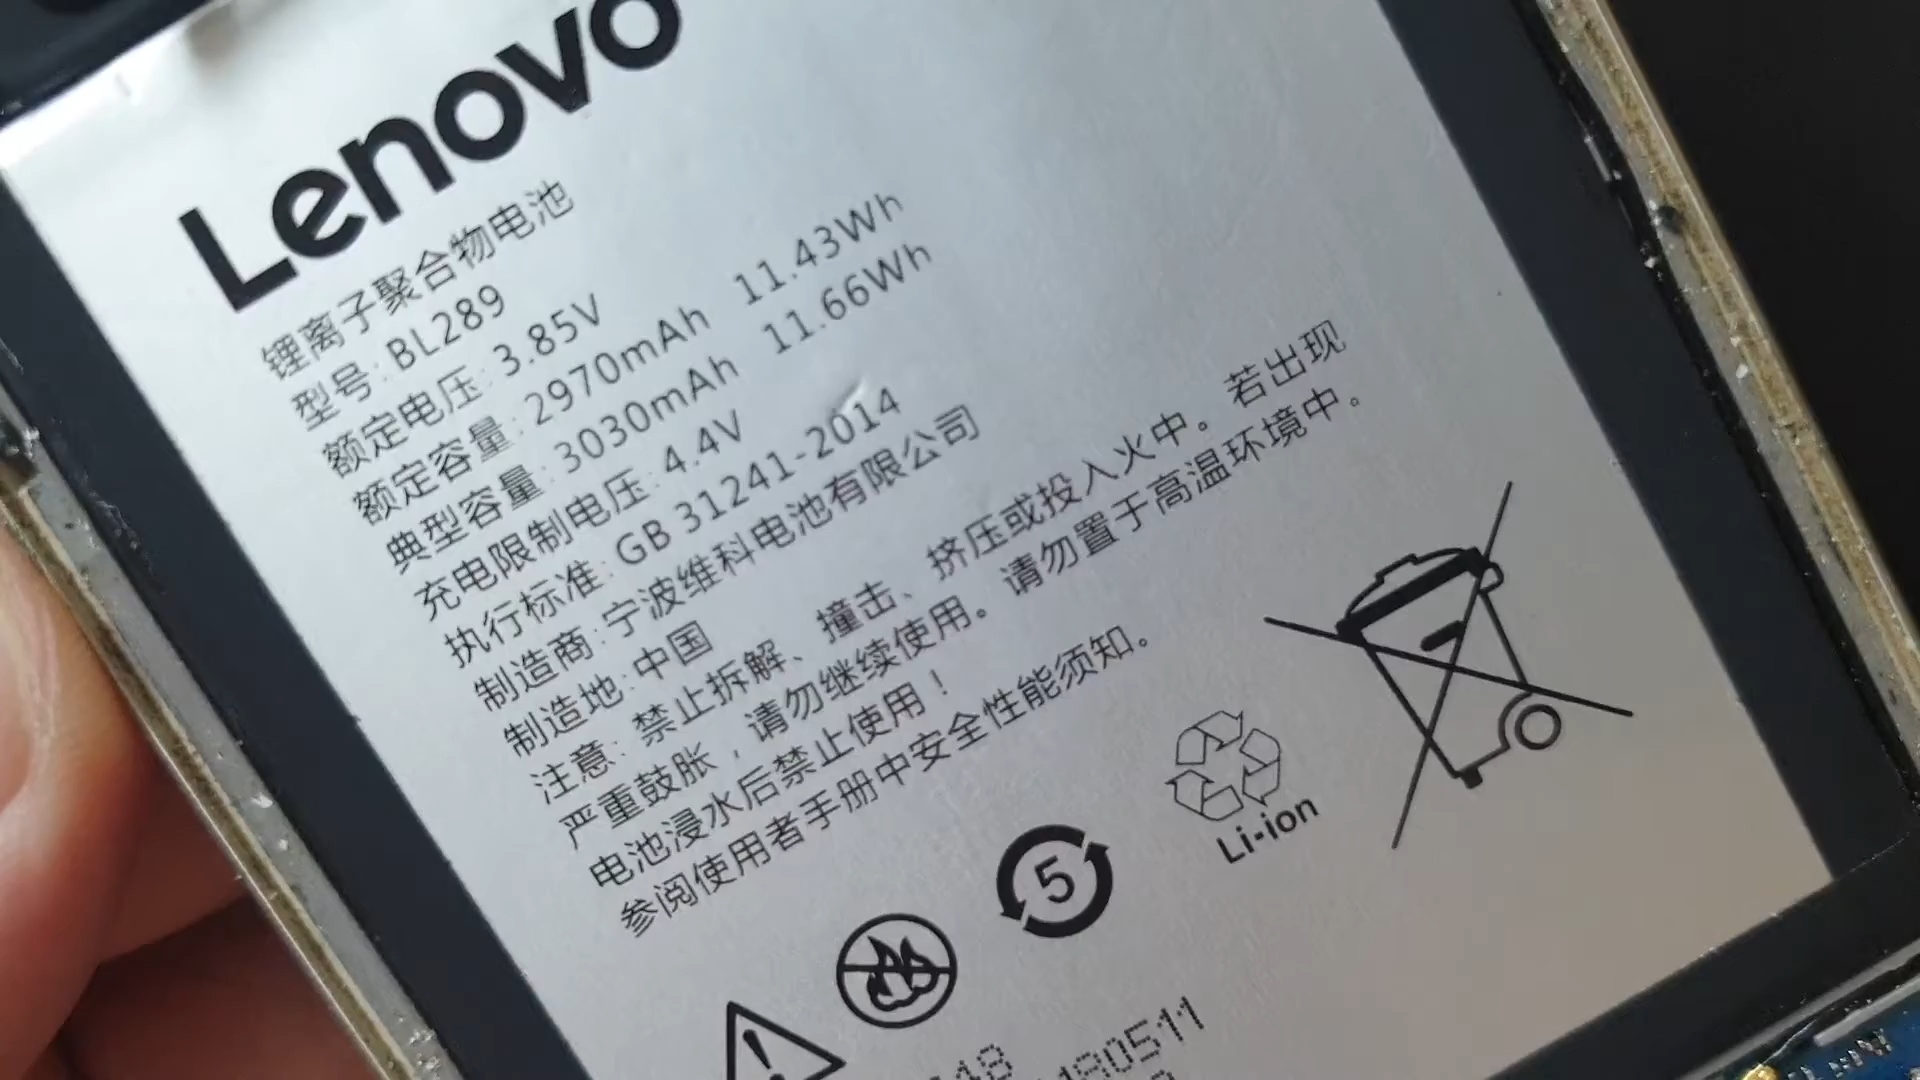 Lenovo
锂离子聚合物电池
型号: BL289
额定电压: 3.85V
额定容量: 2970mAh 11.43Wh
典型容量: 3030mAh 11.66Wh
充电限制电压: 4.4V
执行标准: GB 31241-2014
制造商: 宁波维科电池有限公司
制造地: 中国
注意: 禁止拆解、撞击、挤压或投入火中。若出现
严重鼓胀，请勿继续使用。请勿置于高温环境中。
电池浸水后禁止使用！
参阅使用者手册中安全性能须知。
5
Li-ion